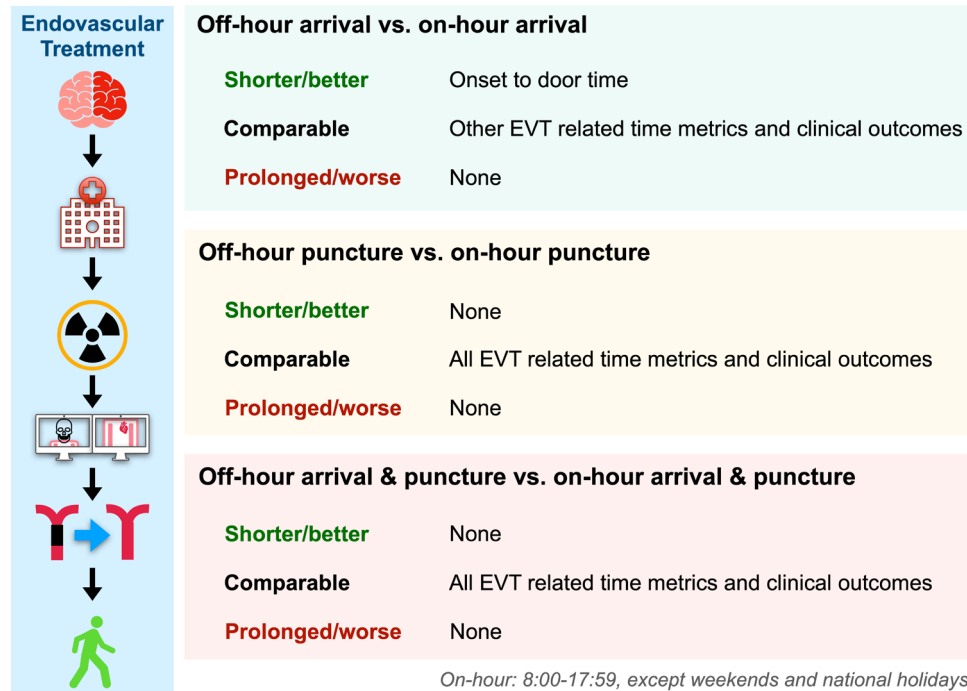 Endovascular
Treatment
Off-hour arrival vs. on-hour arrival
Shorter/better Onset to door time
Comparable Other EVT related time metrics and clinical outcomes
Prolonged/worse None
Off-hour puncture vs. on-hour puncture
Shorter/better None
Comparable All EVT related time metrics and clinical outcomes
Prolonged/worse None
Off-hour arrival & puncture vs. on-hour arrival & puncture
Shorter/better None
Comparable All EVT related time metrics and clinical outcomes
Prolonged/worse None
On-hour: 8:00-17:59, except weekends and national holidays